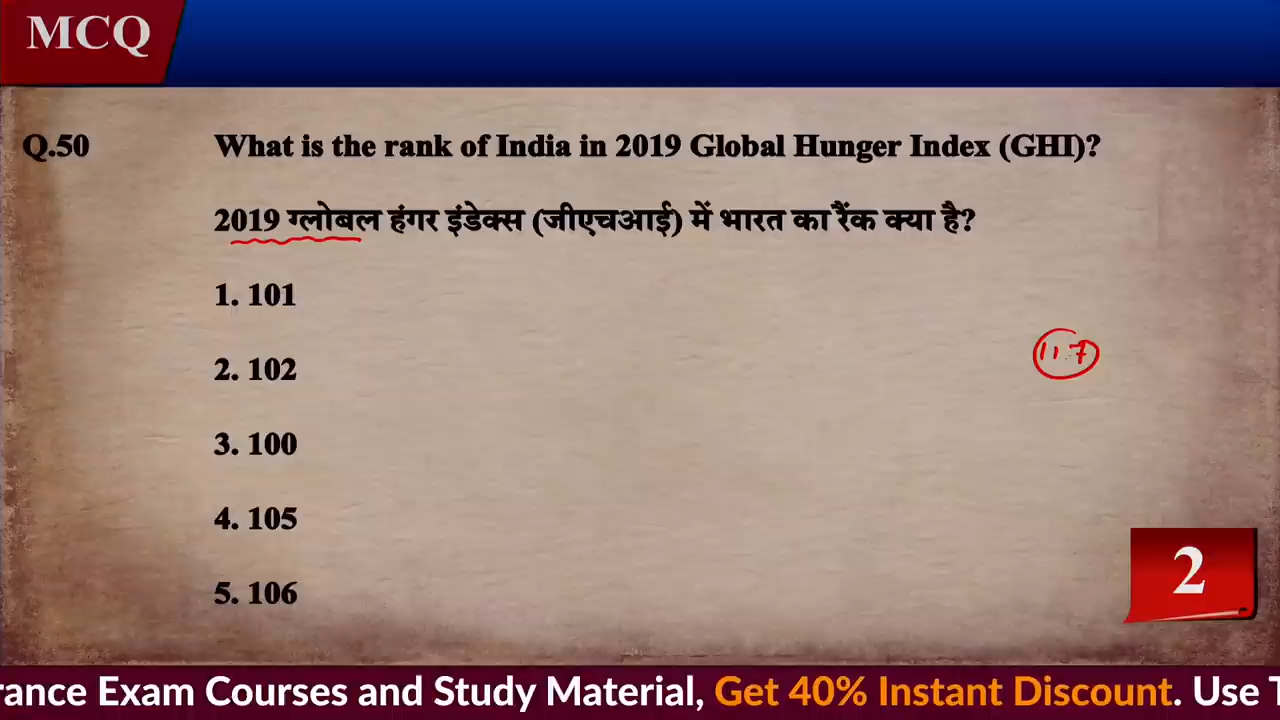 MCQ
Q.50 What is the rank of India in 2019 Global Hunger Index (GHI)?
2019 ग्लोबल हंगर इंडेक्स (जीएचआई) में भारत का रैंक क्या है?
1. 101
2. 102
11.7
3. 100
4. 105
2
5. 106
rance Exam Courses and Study Material, Get 40% Instant Discount. Use T